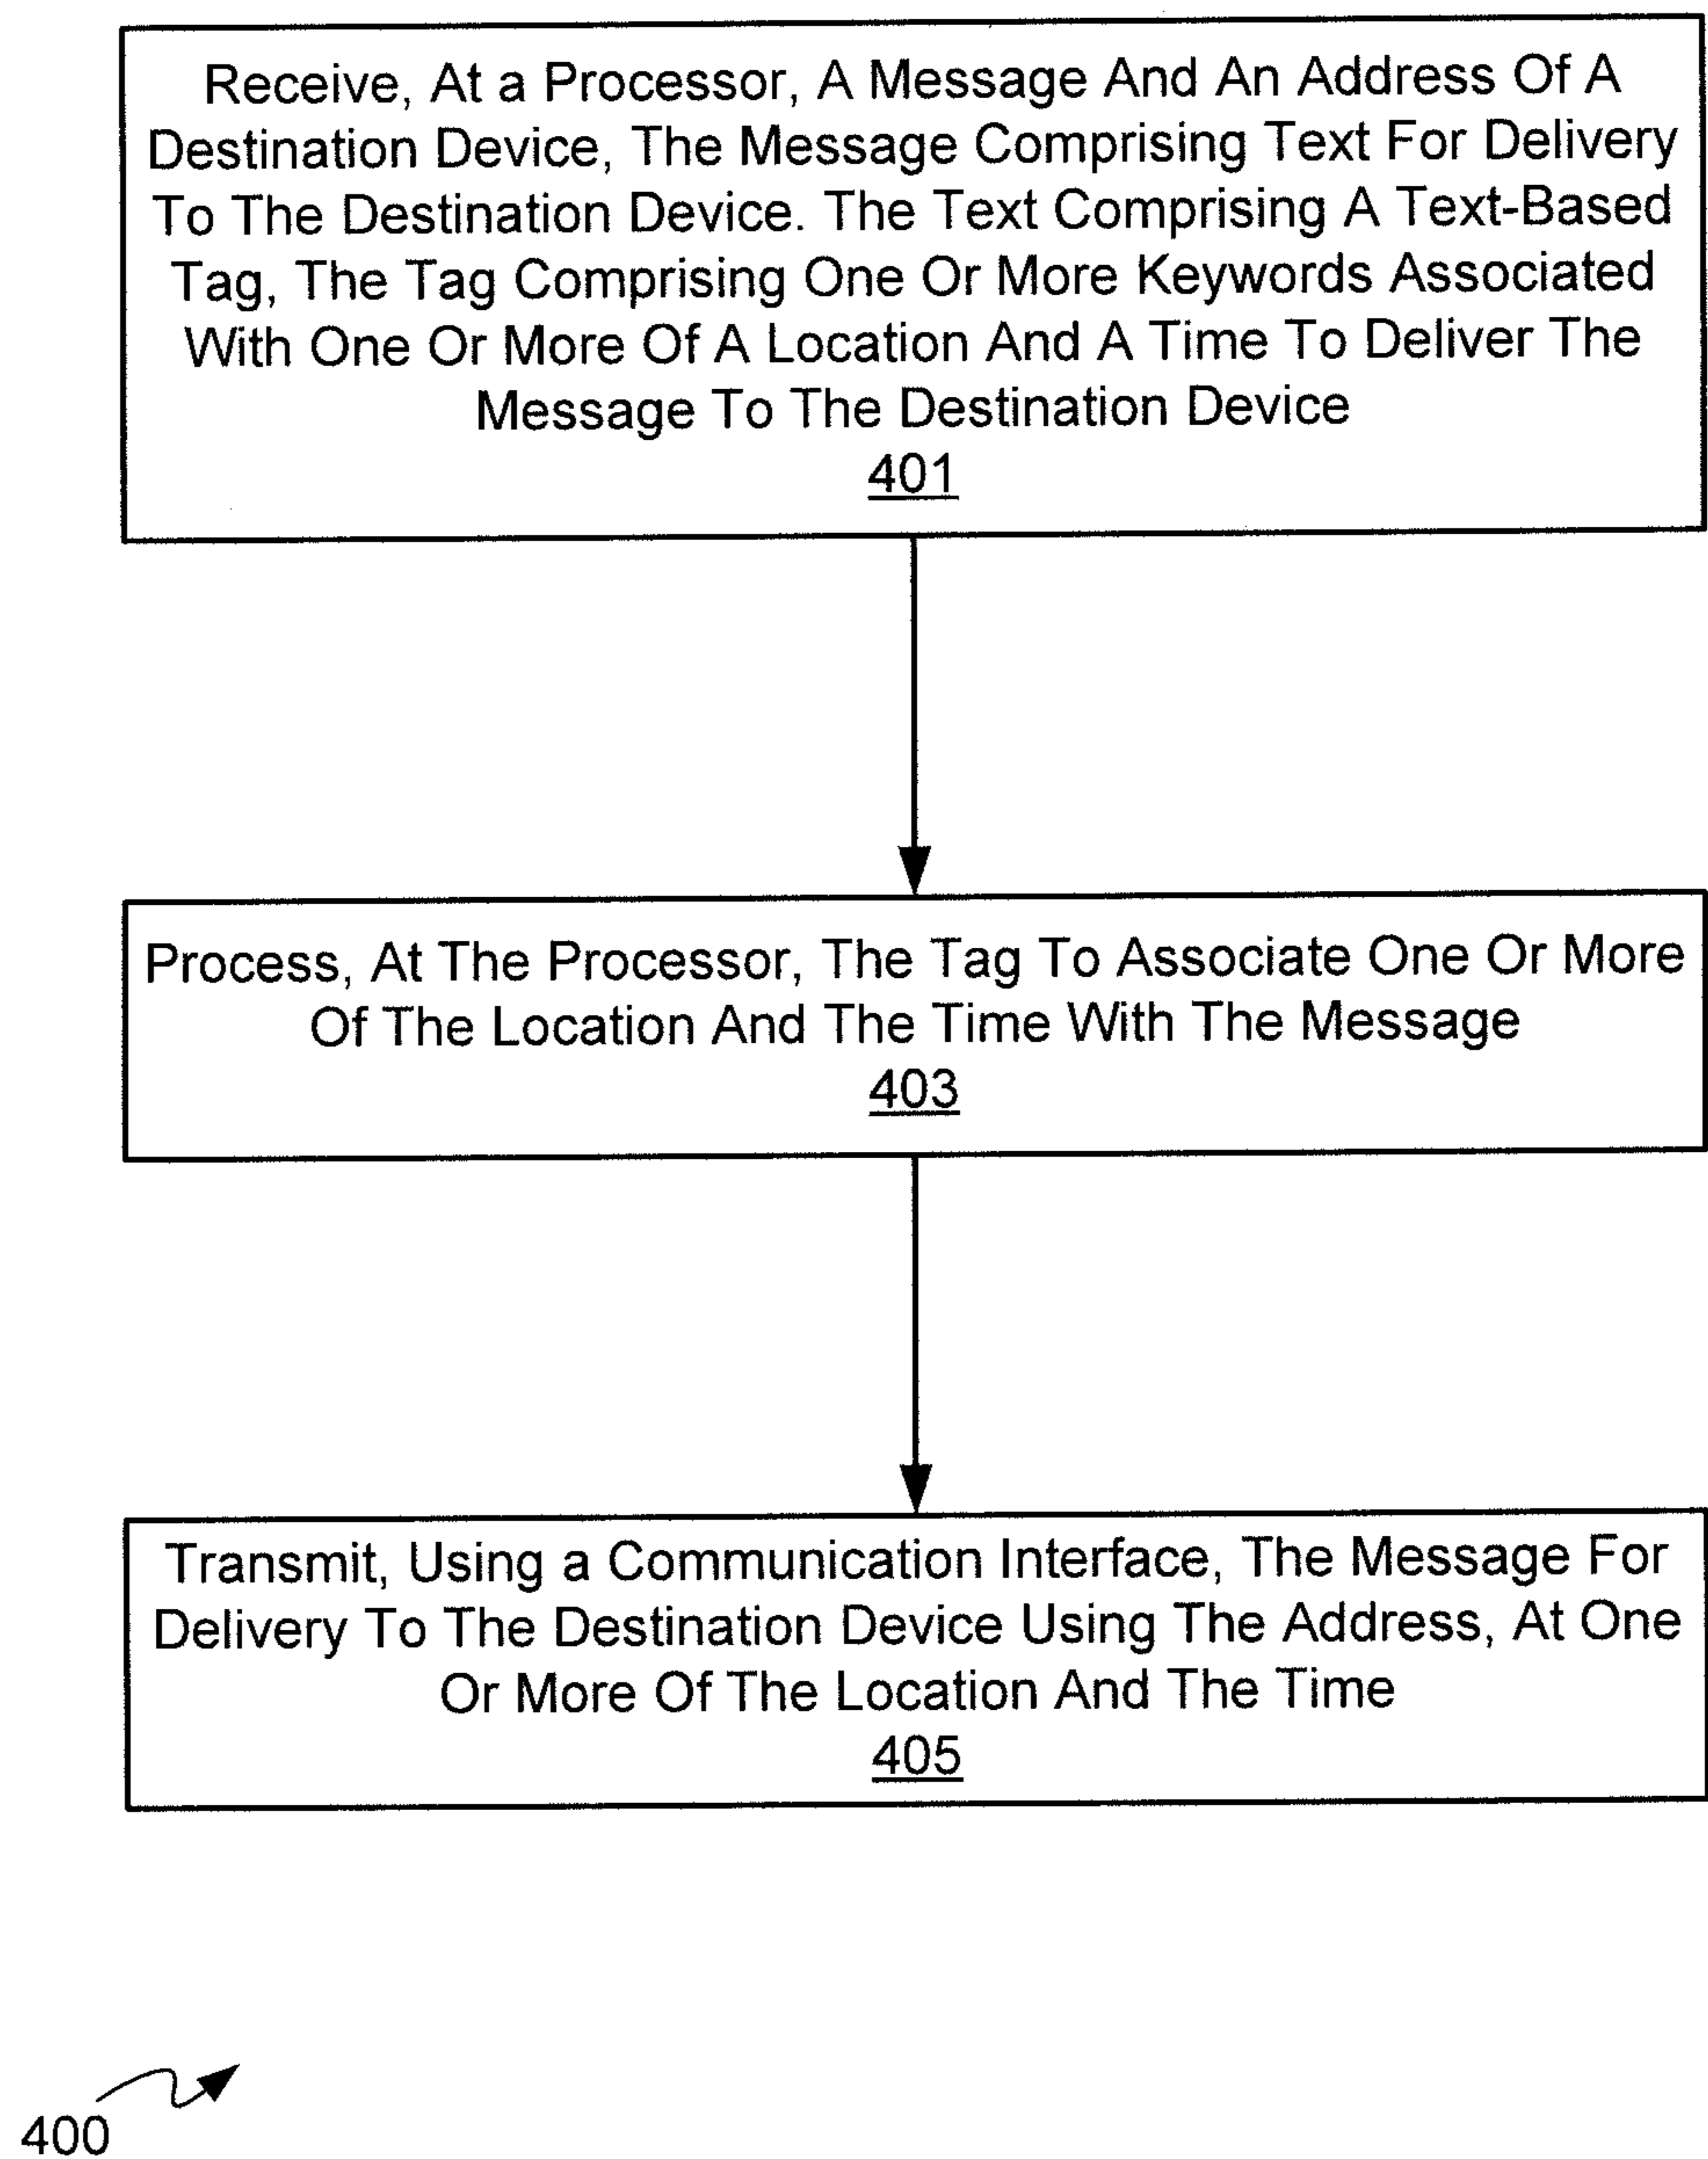 Receive, At a Processor, A Message And An Address Of A
Destination Device, The Message Comprising Text For Delivery
To The Destination Device. The Text Comprising A Text-Based
Tag, The Tag Comprising One Or More Keywords Associated
With One Or More Of A Location And A Time To Deliver The
Message To The Destination Device
401
Process, At The Processor, The Tag To Associate One Or More
Of The Location And The Time With The Message
403
Transmit, Using a Communication Interface, The Message For
Delivery To The Destination Device Using The Address, At One
Or More Of The Location And The Time
405
400